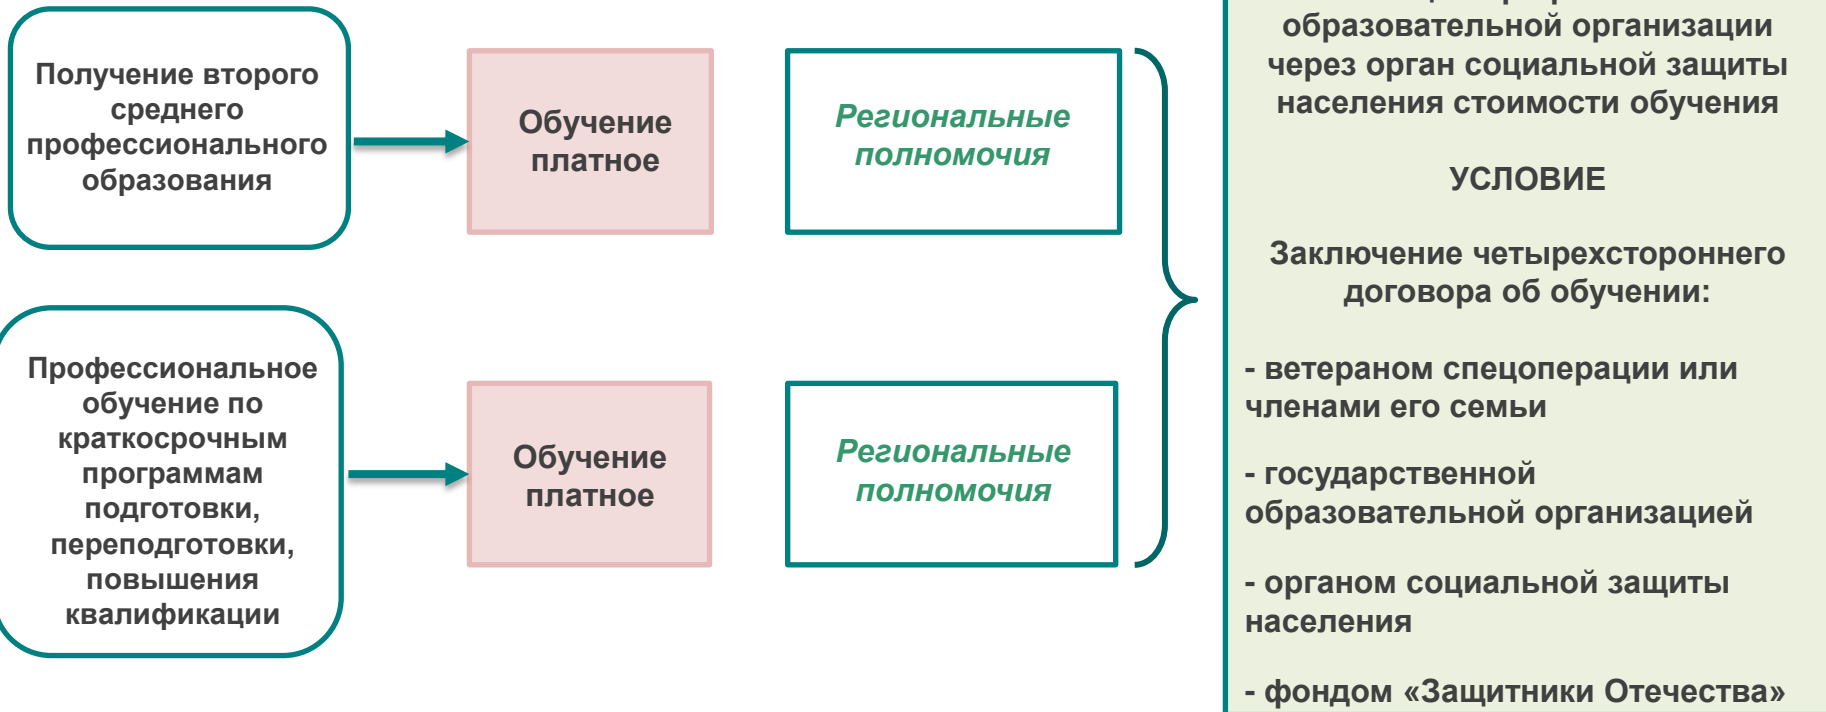 Получение второго
среднего
профессионального
образования
Обучение
платное
Региональные
полномочия
Профессиональное
обучение по
краткосрочным
программам
подготовки,
переподготовки,
повышения
квалификации
Обучение
платное
Региональные
полномочия
образовательной организации
через орган социальной защиты
населения стоимости обучения
УСЛОВИЕ
Заключение четырехстороннего
договора об обучении:
- ветераном спецоперации или
членами его семьи
- государственной
образовательной организацией
- органом социальной защиты
населения
- фондом «Защитники Отечества»